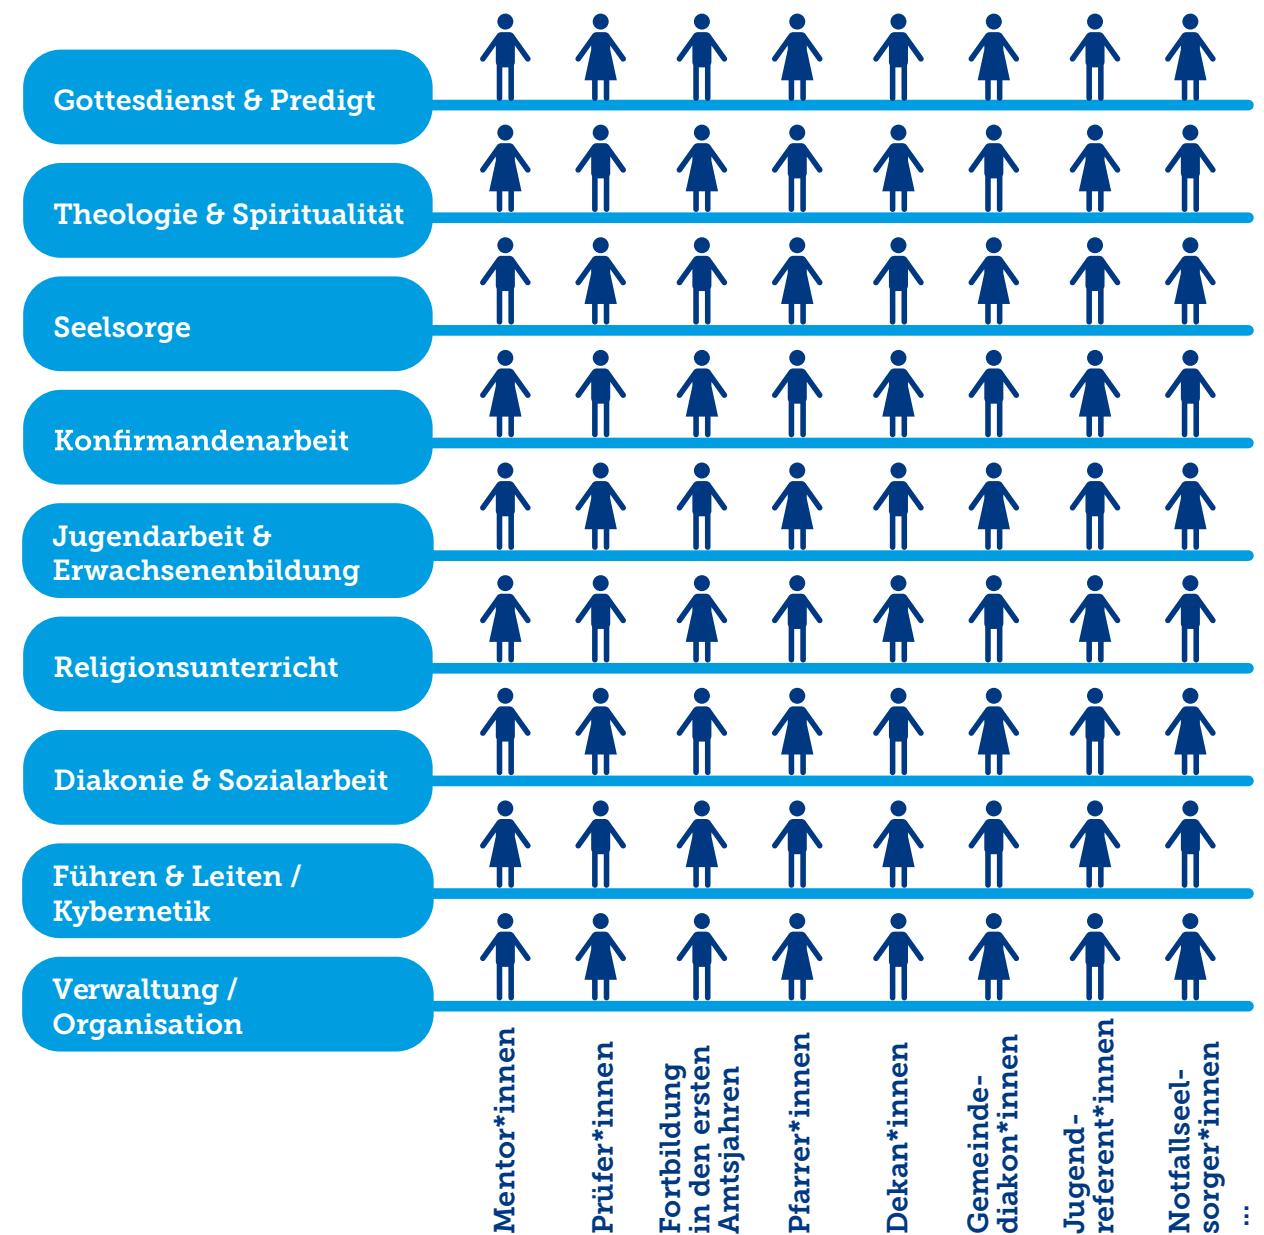 Gottesdienst & Predigt
Theologie & Spiritualität
Seelsorge
Konfirmandenarbeit
Jugendarbeit &
Erwachsenenbildung
Religionsunterricht
Diakonie & Sozialarbeit
Führen & Leiten /
Kybernetik
Verwaltung /
Organisation
Mentor*innen
Prüfer*innen
Fortbildung
in den ersten
Amtsjahren
Pfarrer*innen
Dekan*innen
Gemeinde-
diakon*innen
Jugend-
referent*innen
Notfallseel-
sorger*innen
...